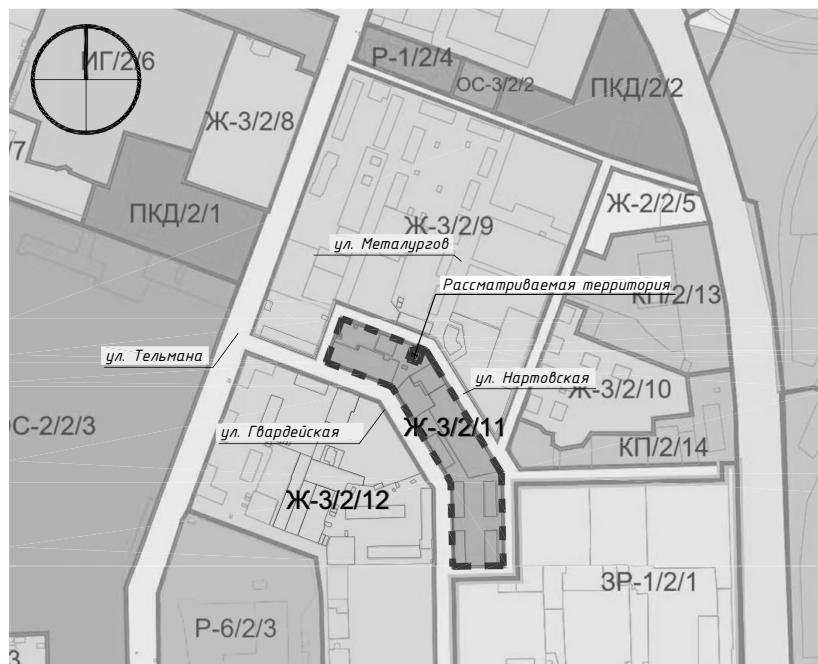 ИГ/2/6
Р-1/2/4
ОС-3/2/2
ПКД/2/2
Ж-3/2/8
/7
ПКД/2/1
Ж-2/2/5
Ж-3/2/9
ул. Металургов
Рассматриваемая территория
КП/2/13
ул. Тельмана
ул. Нартовская
Ж-3/2/10
ОС-2/2/3
ул. Гвардейская
Ж-3/2/11
КП/2/14
Ж-3/2/12
ЗР-1/2/1
Р-6/2/3
3